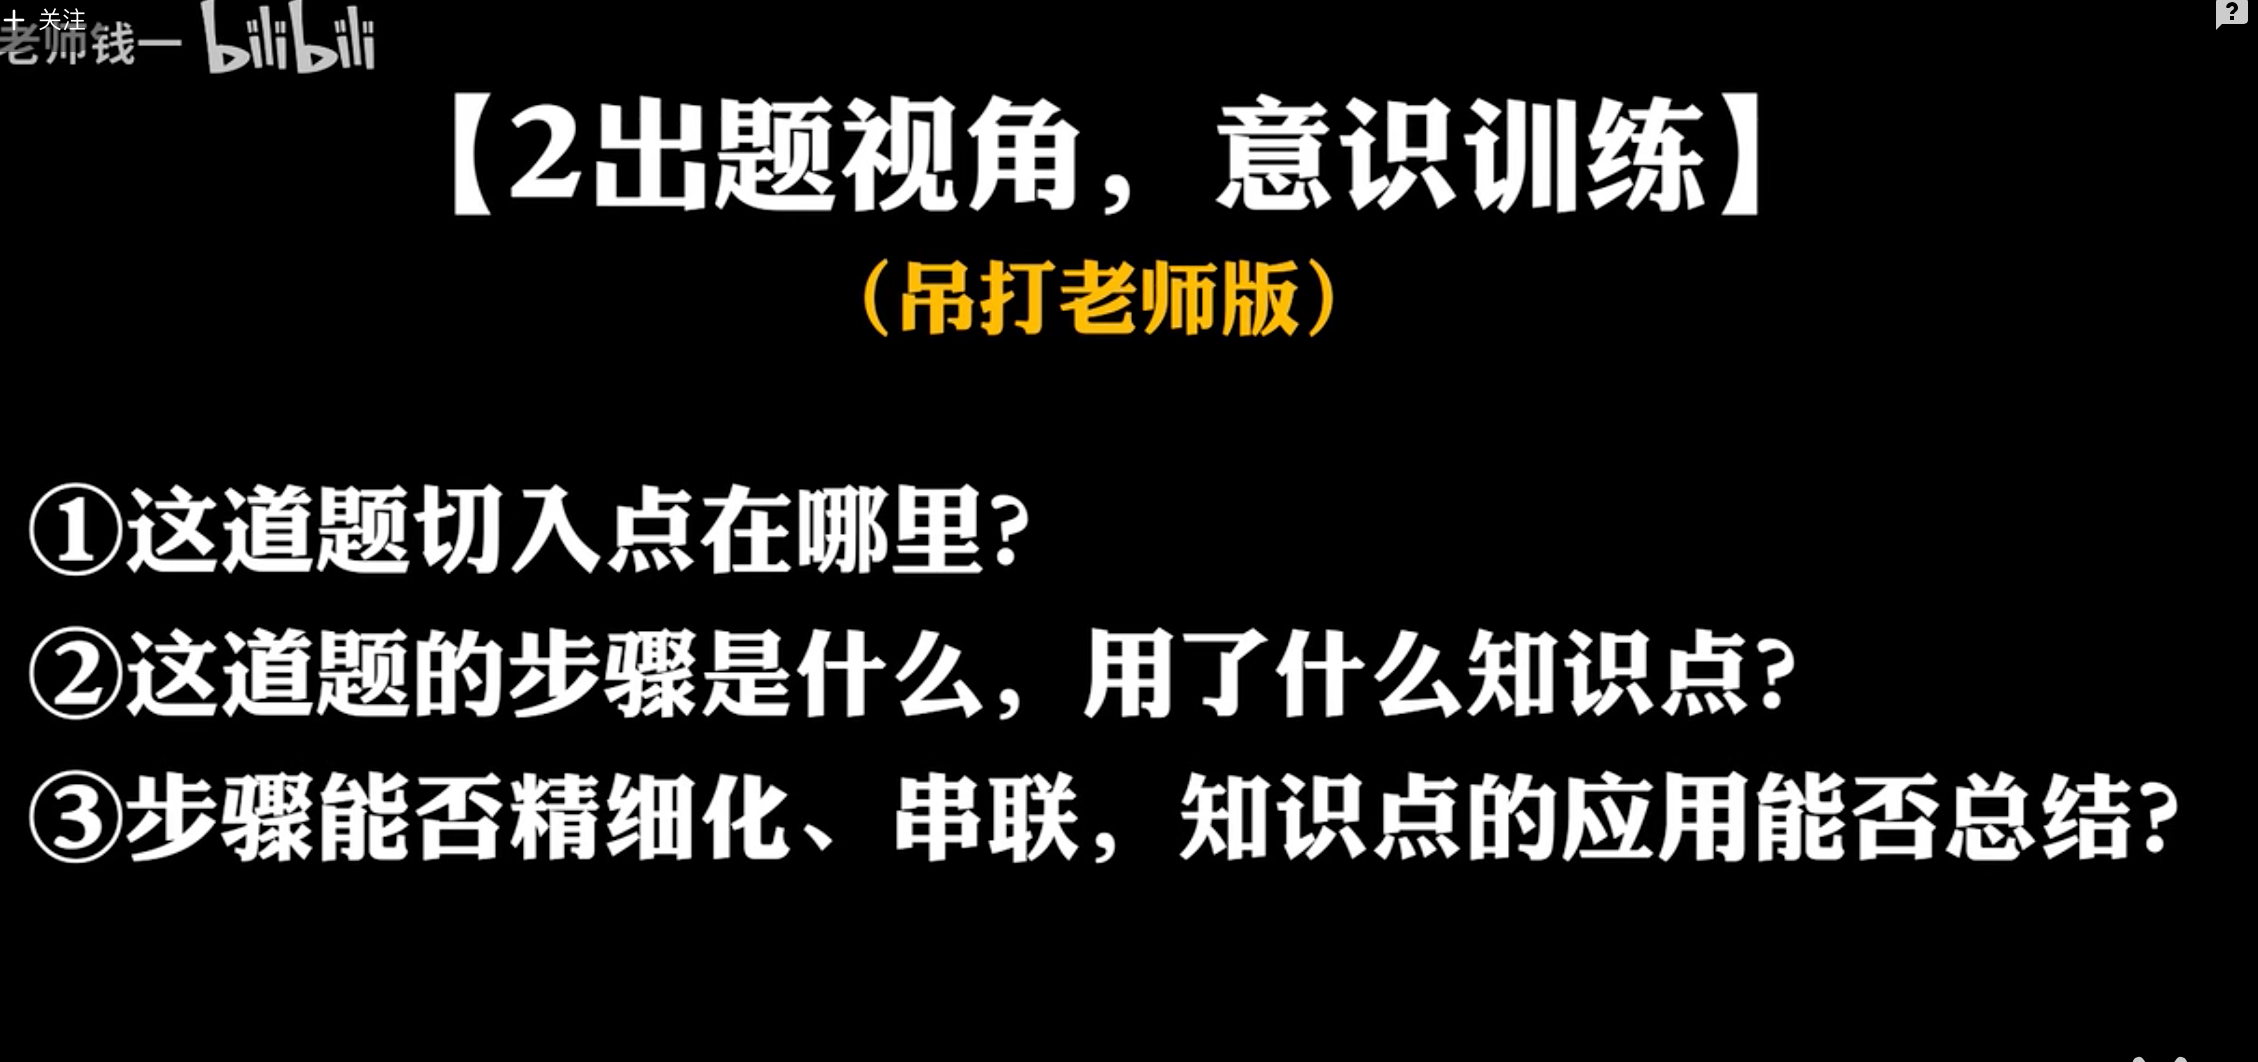 + 关注
老师钱一 bilibili
【2出题视角，意识训练】
（吊打老师版）
①这道题切入点在哪里？
②这道题的步骤是什么，用了什么知识点？
③步骤能否精细化、串联，知识点的应用能否总结？